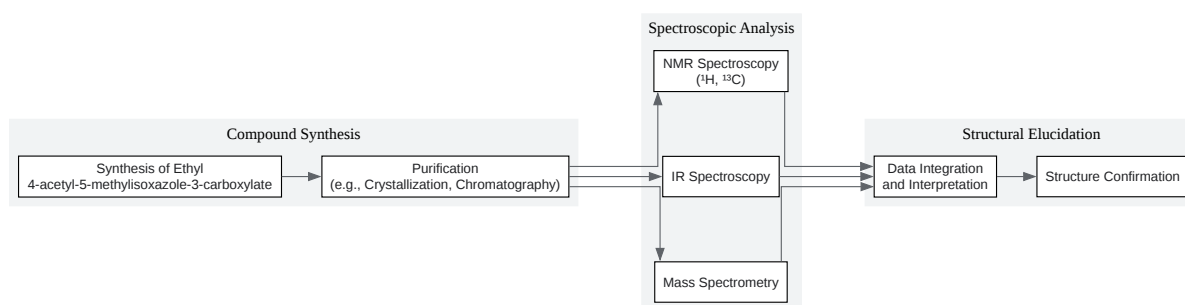 Compound Synthesis
Synthesis of Ethyl
4-acetyl-5-methylisoxazole-3-carboxylate
Purification
(e.g., Crystallization, Chromatography)
Spectroscopic Analysis
NMR Spectroscopy
(¹H, ¹³C)
IR Spectroscopy
Mass Spectrometry
Structural Elucidation
Data Integration
and Interpretation
Structure Confirmation